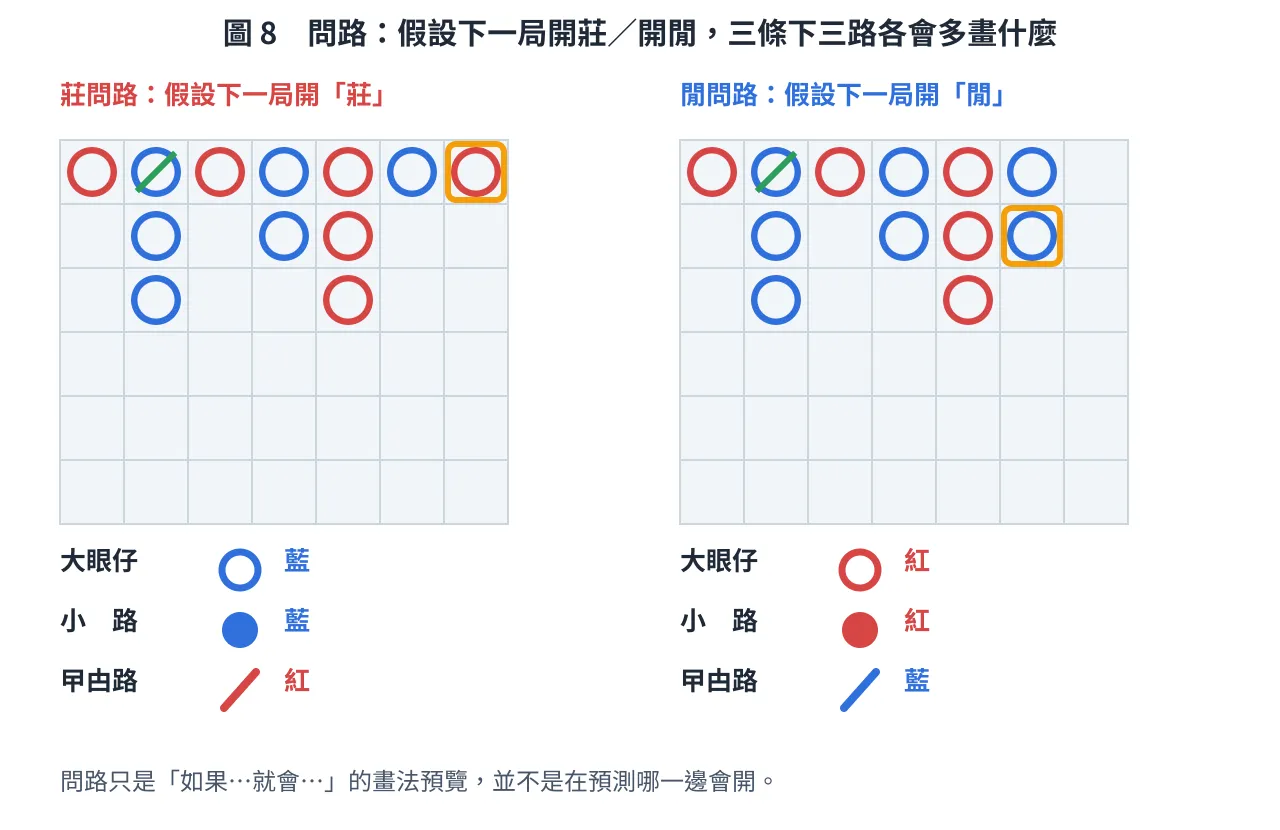 圖 8　問路：假設下一局開莊／開閒，三條下三路各會多畫什麼
莊問路：假設下一局開「莊」
閒問路：假設下一局開「閒」
大眼仔 藍
小　路 藍
曱甴路 紅
大眼仔 紅
小　路 紅
曱甴路 藍
問路只是「如果…就會…」的畫法預覽，並不是在預測哪一邊會開。